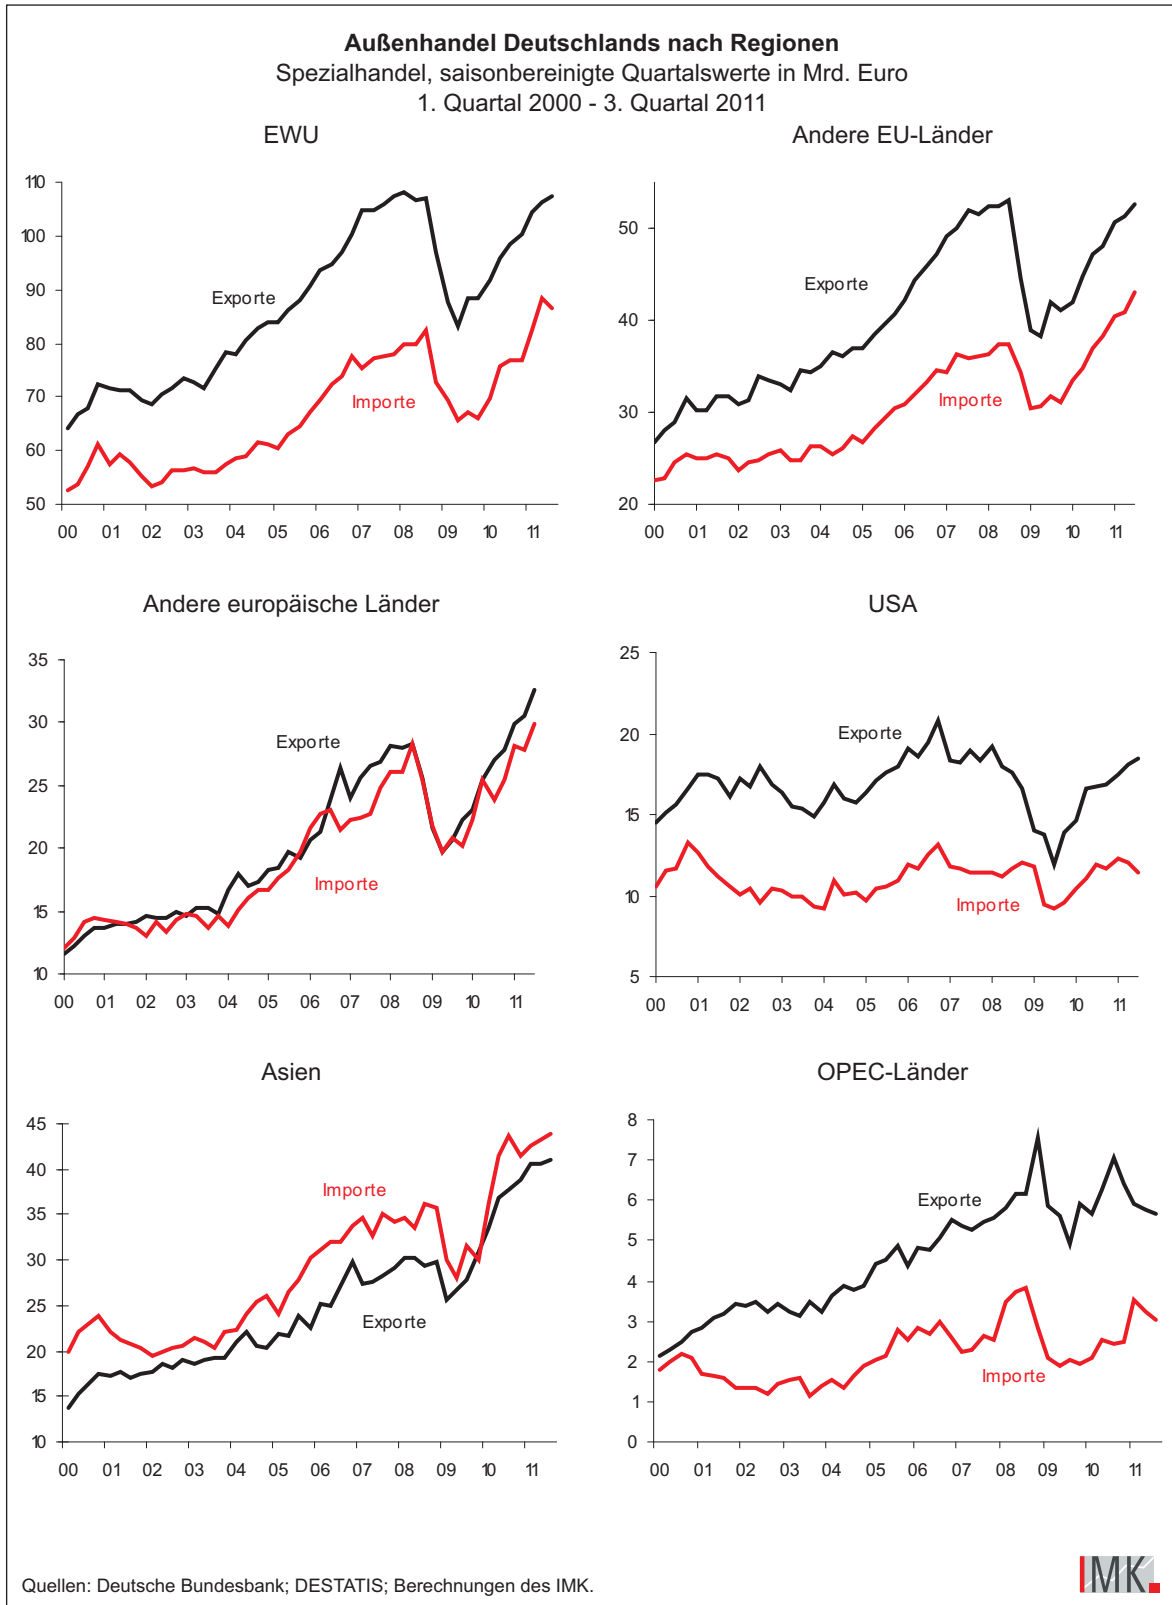 Außenhandel Deutschlands nach Regionen
Spezialhandel, saisonbereinigte Quartalswerte in Mrd. Euro
1. Quartal 2000 - 3. Quartal 2011
EWU
110
100
90
80
70
60
50
Exporte
Importe
00 01 02 03 04 05 06 07 08 09 10 11
Andere EU-Länder
50
40
30
20
Exporte
Importe
00 01 02 03 04 05 06 07 08 09 10 11
Andere europäische Länder
35
30
25
20
15
10
Exporte
Importe
00 01 02 03 04 05 06 07 08 09 10 11
USA
25
20
15
10
5
Exporte
Importe
00 01 02 03 04 05 06 07 08 09 10 11
Asien
45
40
35
30
25
20
15
10
Importe
Exporte
00 01 02 03 04 05 06 07 08 09 10 11
OPEC-Länder
8
7
6
5
4
3
2
1
0
Exporte
Importe
00 01 02 03 04 05 06 07 08 09 10 11
Quellen: Deutsche Bundesbank; DESTATIS; Berechnungen des IMK.
IMK